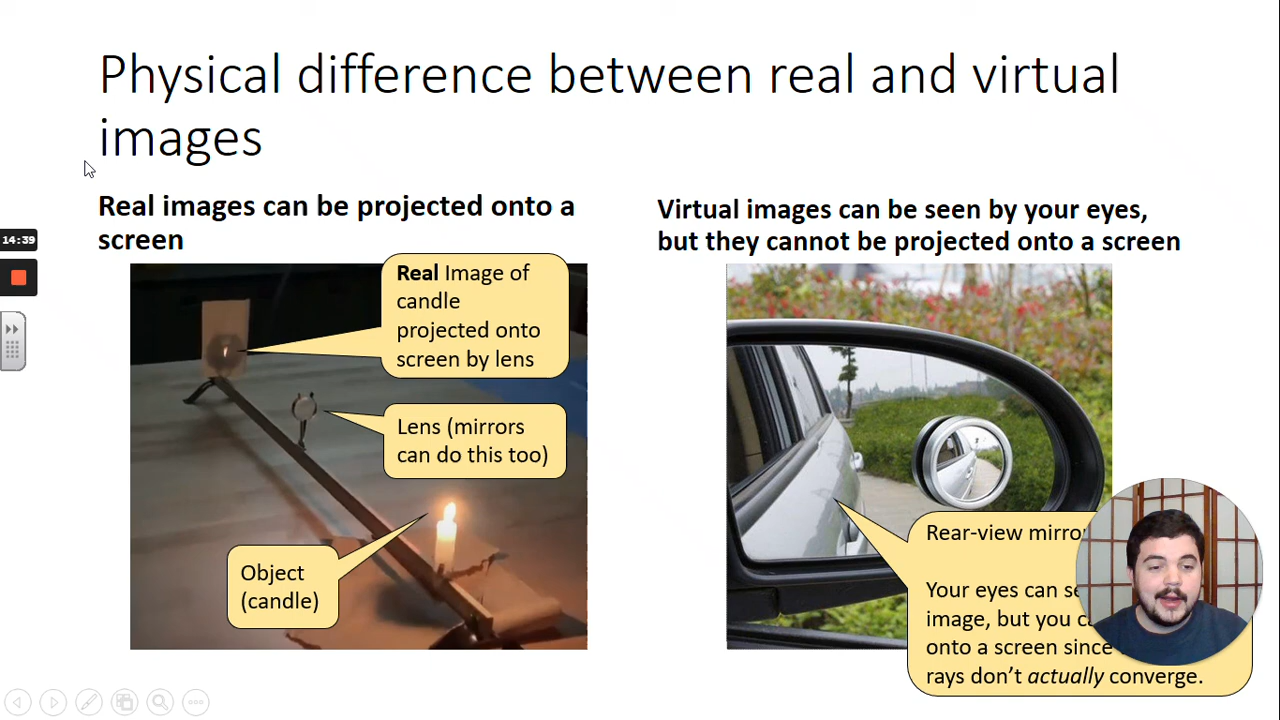 Physical difference between real and virtual
images
Real images can be projected onto a
screen
Virtual images can be seen by your eyes,
but they cannot be projected onto a screen
14:39
Real Image of
candle
projected onto
screen by lens
Lens (mirrors
can do this too)
Object
(candle)
Rear-view
Your eyes can
image, but you
onto a screen since
rays don't actually converge.